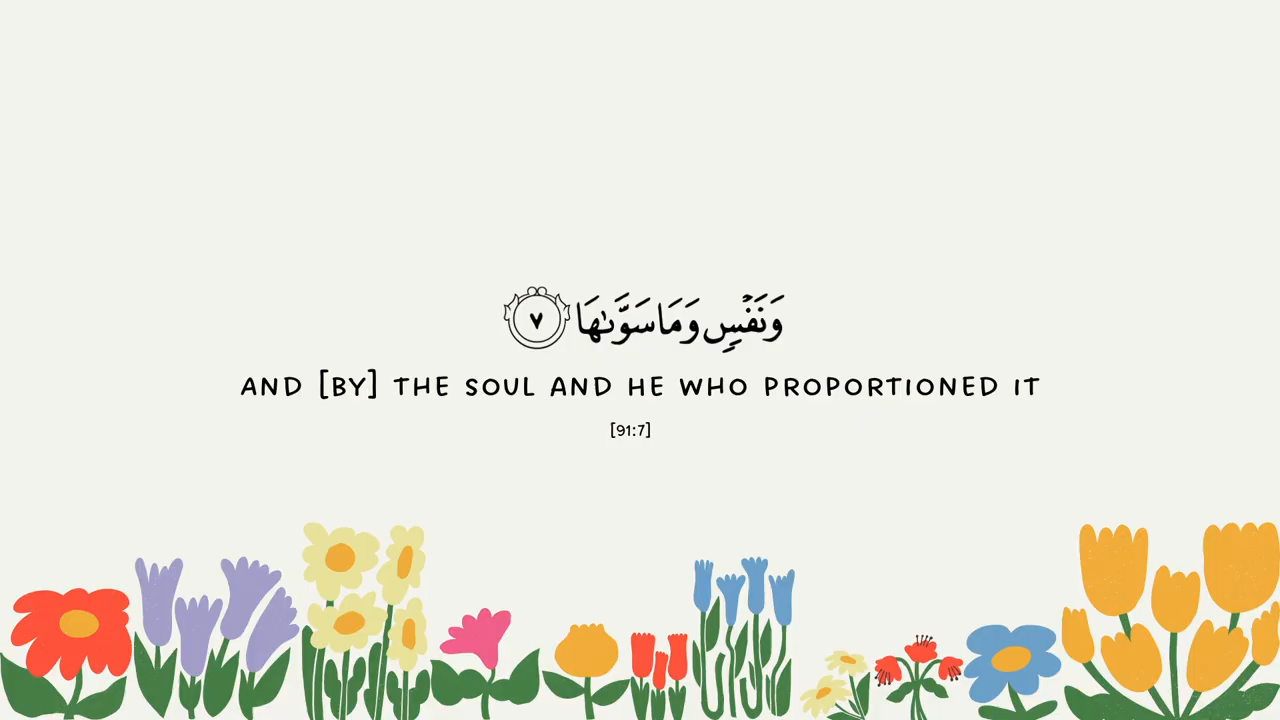 وَنَفْسٍ وَمَا سَوَّىٰهَا ٧
AND [BY] THE SOUL AND HE WHO PROPORTIONED IT
[91:7]